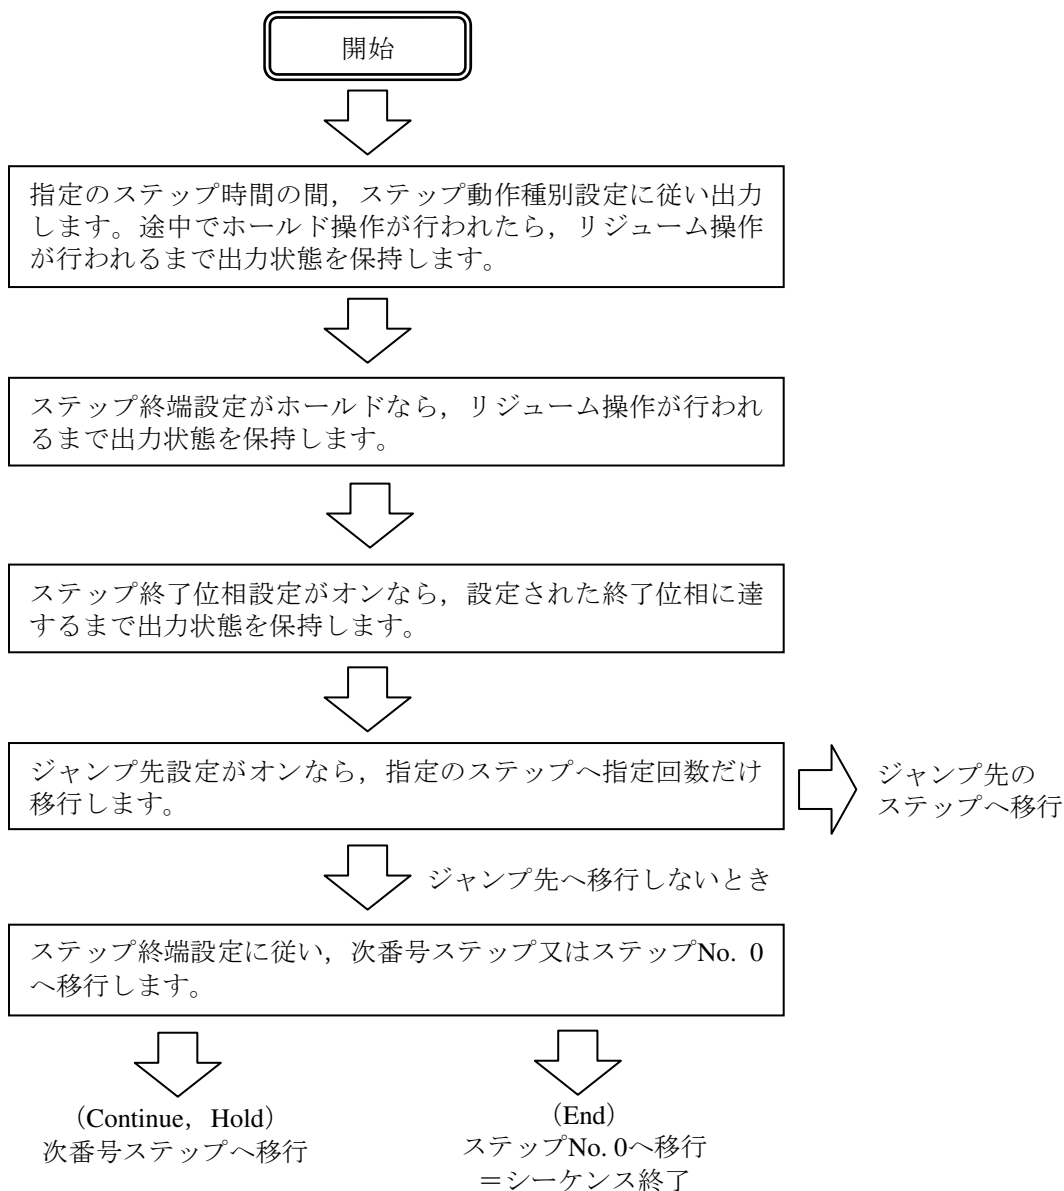 開始
指定のステップ時間の間，ステップ動作種別設定に従い出力
します。途中でホールド操作が行われたら，リジューム操作
が行われるまで出力状態を保持します。
ステップ終端設定がホールドなら，リジューム操作が行われ
るまで出力状態を保持します。
ステップ終了位相設定がオンなら，設定された終了位相に達
するまで出力状態を保持します。
ジャンプ先設定がオンなら，指定のステップへ指定回数だけ
移行します。
ジャンプ先の
ステップへ移行
ジャンプ先へ移行しないとき
ステップ終端設定に従い，次番号ステップ又はステップNo. 0
へ移行します。
（Continue，Hold）
次番号ステップへ移行
（End）
ステップNo. 0へ移行
＝シーケンス終了